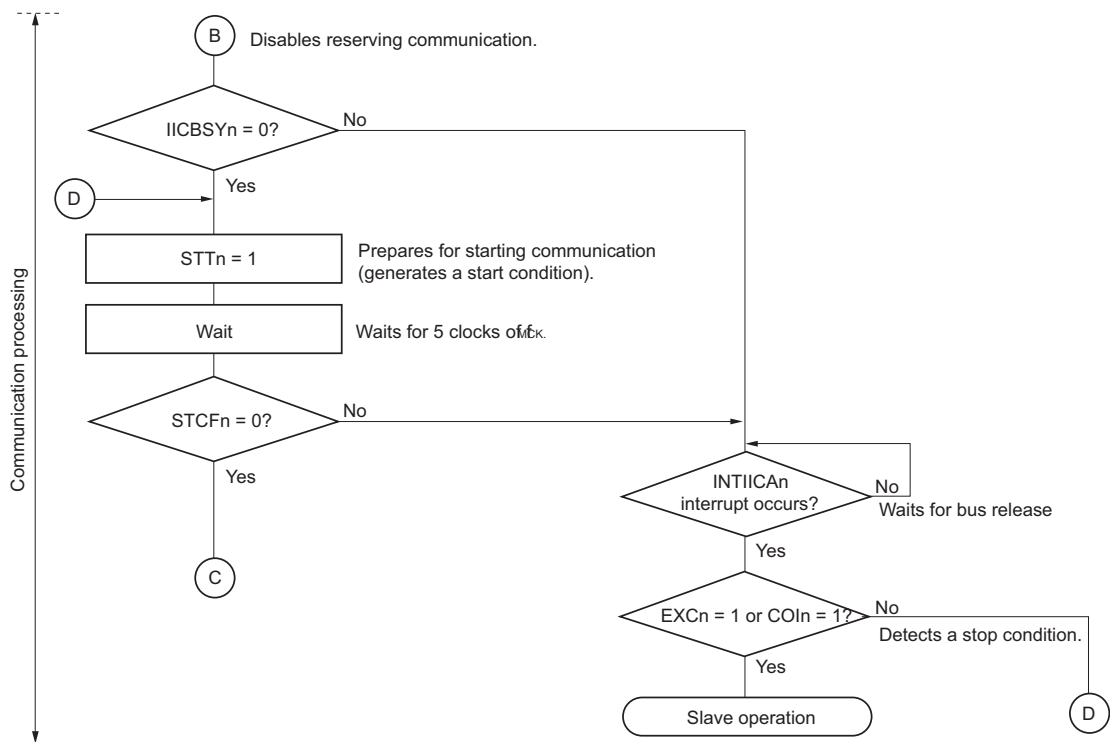 B
Disables reserving communication.
IICBSYn = 0?
No
Yes
D
STTn = 1
Prepares for starting communication
(generates a start condition).
Wait
Waits for 5 clocks of fMCK.
STCFn = 0?
No
Yes
C
INTIICAn
interrupt occurs?
No
Waits for bus release
Yes
EXCn = 1 or COIn = 1?
No
Detects a stop condition.
Yes
Slave operation
D
Communication processing